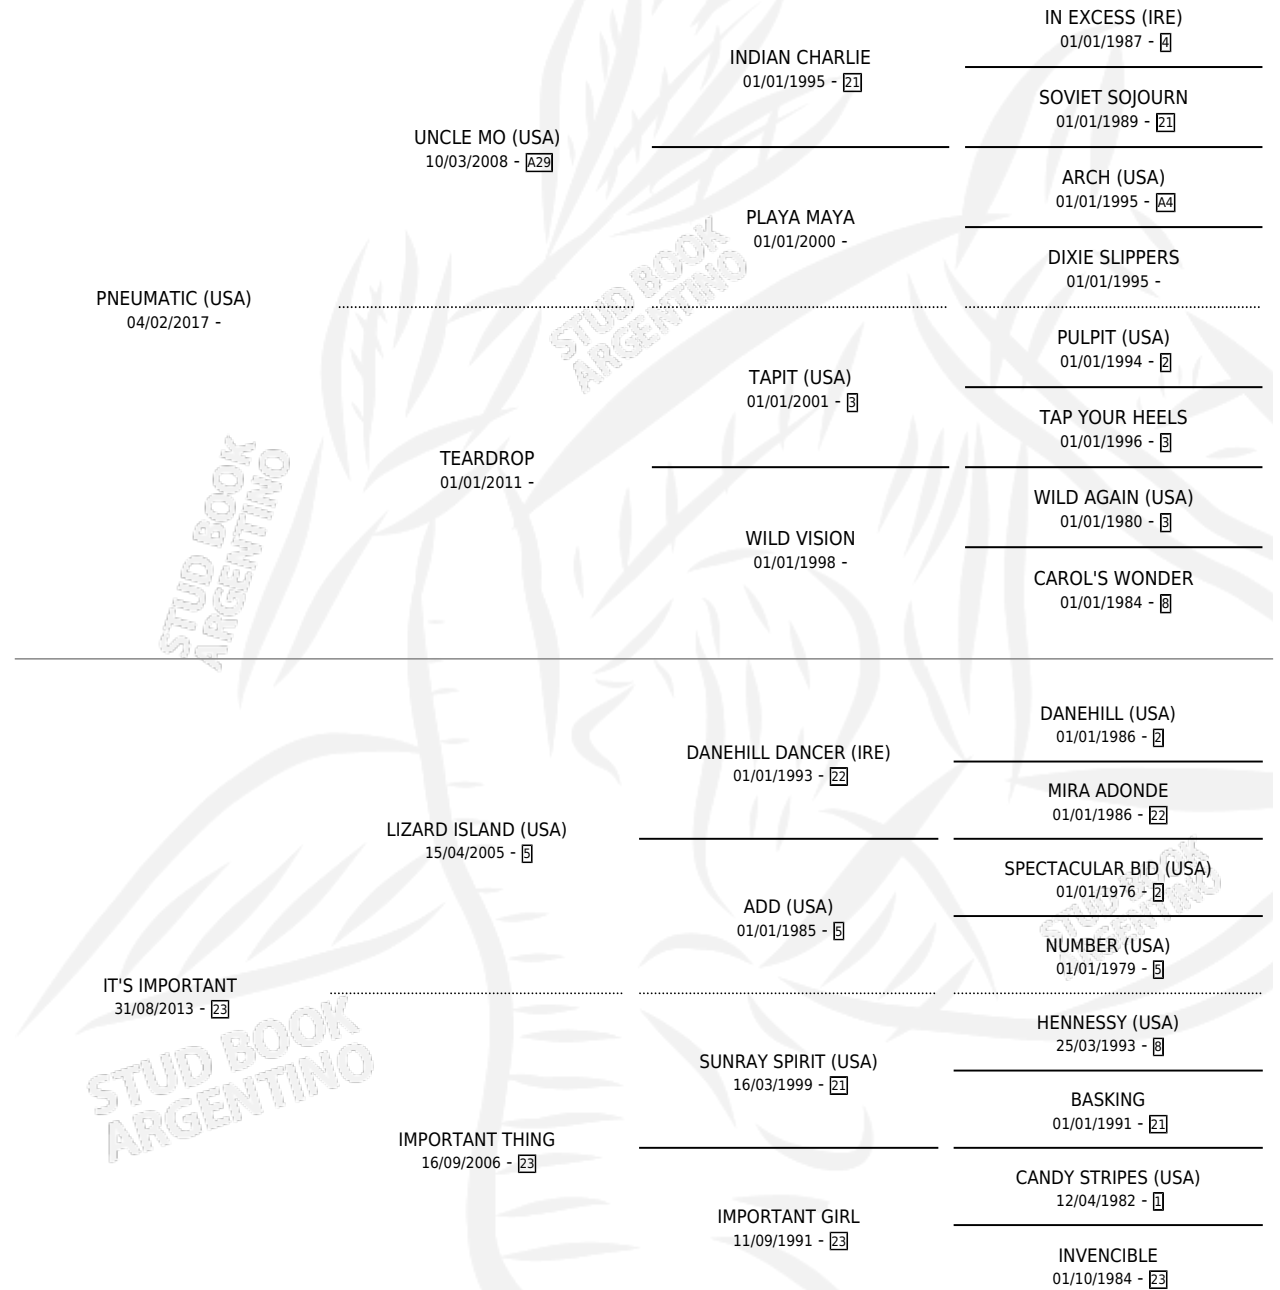 IN EXCESS (IRE)
01/01/1987 - 4
INDIAN CHARLIE
01/01/1995 - 21
SOVIET SOJOURN
01/01/1989 - 21
UNCLE MO (USA)
10/03/2008 - A29
ARCH (USA)
01/01/1995 - A4
PLAYA MAYA
01/01/2000 -
DIXIE SLIPPERS
01/01/1995 -
PNEUMATIC (USA)
04/02/2017 -
PULPIT (USA)
01/01/1994 - 2
TAPIT (USA)
01/01/2001 - 3
TAP YOUR HEELS
01/01/1996 - 3
TEARDROP
01/01/2011 -
WILD AGAIN (USA)
01/01/1980 - 3
WILD VISION
01/01/1998 -
CAROL'S WONDER
01/01/1984 - 8
DANEHILL (USA)
01/01/1986 - 2
DANEHILL DANCER (IRE)
01/01/1993 - 22
MIRA ADONDE
01/01/1986 - 22
LIZARD ISLAND (USA)
15/04/2005 - 5
SPECTACULAR BID (USA)
01/01/1976 - 2
ADD (USA)
01/01/1985 - 5
NUMBER (USA)
01/01/1979 - 5
IT'S IMPORTANT
31/08/2013 - 23
HENNESSY (USA)
25/03/1993 - 8
SUNRAY SPIRIT (USA)
16/03/1999 - 21
BASKING
01/01/1991 - 21
IMPORTANT THING
16/09/2006 - 23
CANDY STRIPES (USA)
12/04/1982 - 1
IMPORTANT GIRL
11/09/1991 - 23
INVENCIBLE
01/10/1984 - 23
STUD BOOK
ARGENTINO
STUD BOOK
ARGENTINO
STUD BOOK
ARGENTINO
STUD BOOK
ARGENTINO